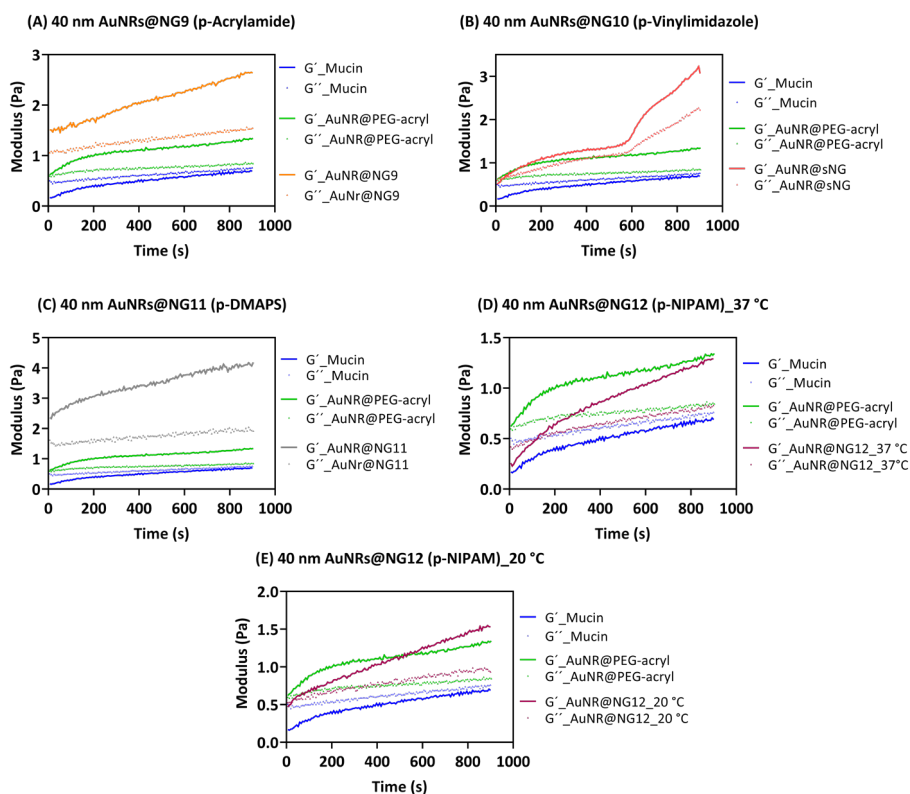 (A) 40 nm AuNRs@NG9 (p-Acrylamide)
Modulus (Pa)
3
2
1
0
0 200 400 600 800 1000
Time (s)
G´_Mucin
G´´_Mucin
G´_AuNR@PEG-acryl
G´´_AuNR@PEG-acryl
G´_AuNR@NG9
G´´_AuNr@NG9
(B) 40 nm AuNRs@NG10 (p-Vinylimidazole)
Modulus (Pa)
3
2
1
0
0 200 400 600 800 1000
Time (s)
G´_Mucin
G´´_Mucin
G´_AuNR@PEG-acryl
G´´_AuNR@PEG-acryl
G´_AuNR@sNG
G´´_AuNR@sNG
(C) 40 nm AuNRs@NG11 (p-DMAPS)
Modulus (Pa)
5
4
3
2
1
0
0 200 400 600 800 1000
Time (s)
G´_Mucin
G´´_Mucin
G´_AuNR@PEG-acryl
G´´_AuNR@PEG-acryl
G´_AuNR@NG11
G´´_AuNr@NG11
(D) 40 nm AuNRs@NG12 (p-NIPAM)_37 °C
Modulus (Pa)
1.5
1.0
0.5
0.0
0 200 400 600 800 1000
Time (s)
G´_Mucin
G´´_Mucin
G´_AuNR@PEG-acryl
G´´_AuNR@PEG-acryl
G´_AuNR@NG12_37 °C
G´´_AuNR@NG12_37°C
(E) 40 nm AuNRs@NG12 (p-NIPAM)_20 °C
Modulus (Pa)
2.0
1.5
1.0
0.5
0.0
0 200 400 600 800 1000
Time (s)
G´_Mucin
G´´_Mucin
G´_AuNR@PEG-acryl
G´´_AuNR@PEG-acryl
G´_AuNR@NG12_20 °C
G´´_AuNR@NG12_20 °C